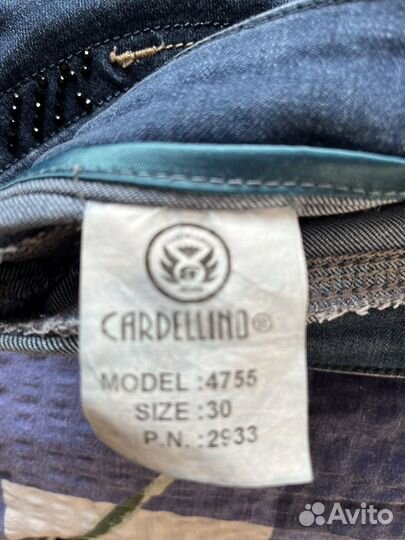 CARDELLINO®
MODEL :4755
SIZE :30
P.N. :2933
Avito